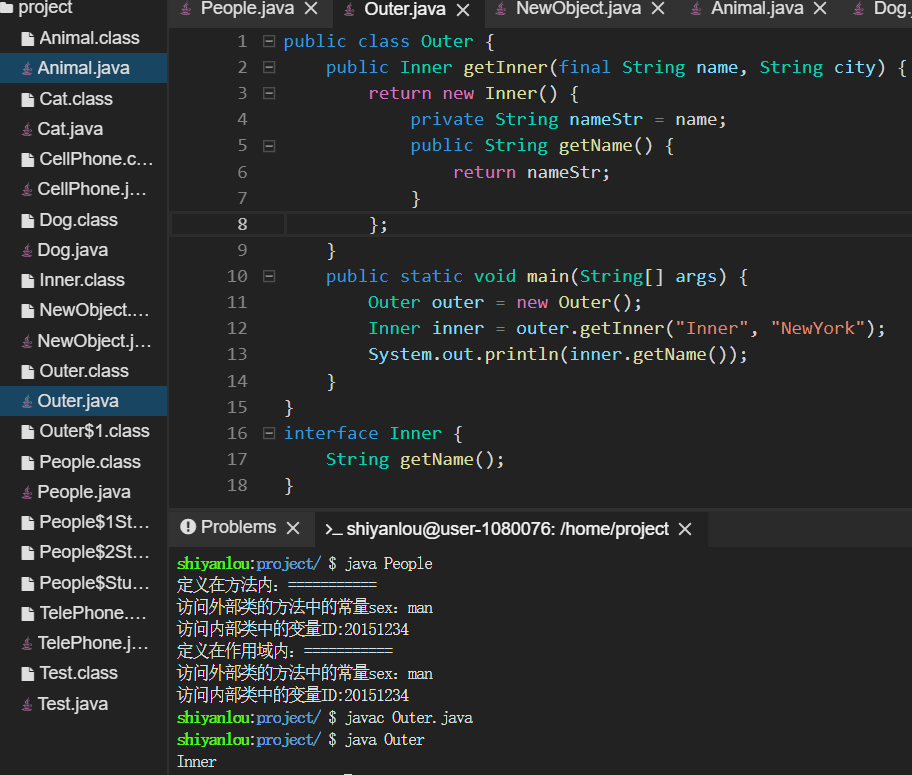 project
Animal.class
Animal.java
Cat.class
Cat.java
CellPhone.c...
CellPhone.j...
Dog.class
Dog.java
Inner.class
NewObject....
NewObject.j...
Outer.class
Outer.java
Outer$1.class
People.class
People.java
People$1St...
People$2St...
People$Stu...
TelePhone....
TelePhone.j...
Test.class
Test.java
People.java × Outer.java × NewObject.java × Animal.java × Dog.
1 public class Outer {
2 public Inner getInner(final String name, String city) {
3 return new Inner() {
4 private String nameStr = name;
5 public String getName() {
6 return nameStr;
7 }
8 };
9 }
10 public static void main(String[] args) {
11 Outer outer = new Outer();
12 Inner inner = outer.getInner("Inner", "NewYork");
13 System.out.println(inner.getName());
14 }
15 }
16 interface Inner {
17 String getName();
18 }
Problems × >_ shiyanlou@user-1080076: /home/project ×
shiyanlou:project/ $ java People
定义在方法内：===========
访问外部类的方法中的常量sex：man
访问内部类中的变量ID:20151234
定义在作用域内：===========
访问外部类的方法中的常量sex：man
访问内部类中的变量ID:20151234
shiyanlou:project/ $ javac Outer.java
shiyanlou:project/ $ java Outer
Inner